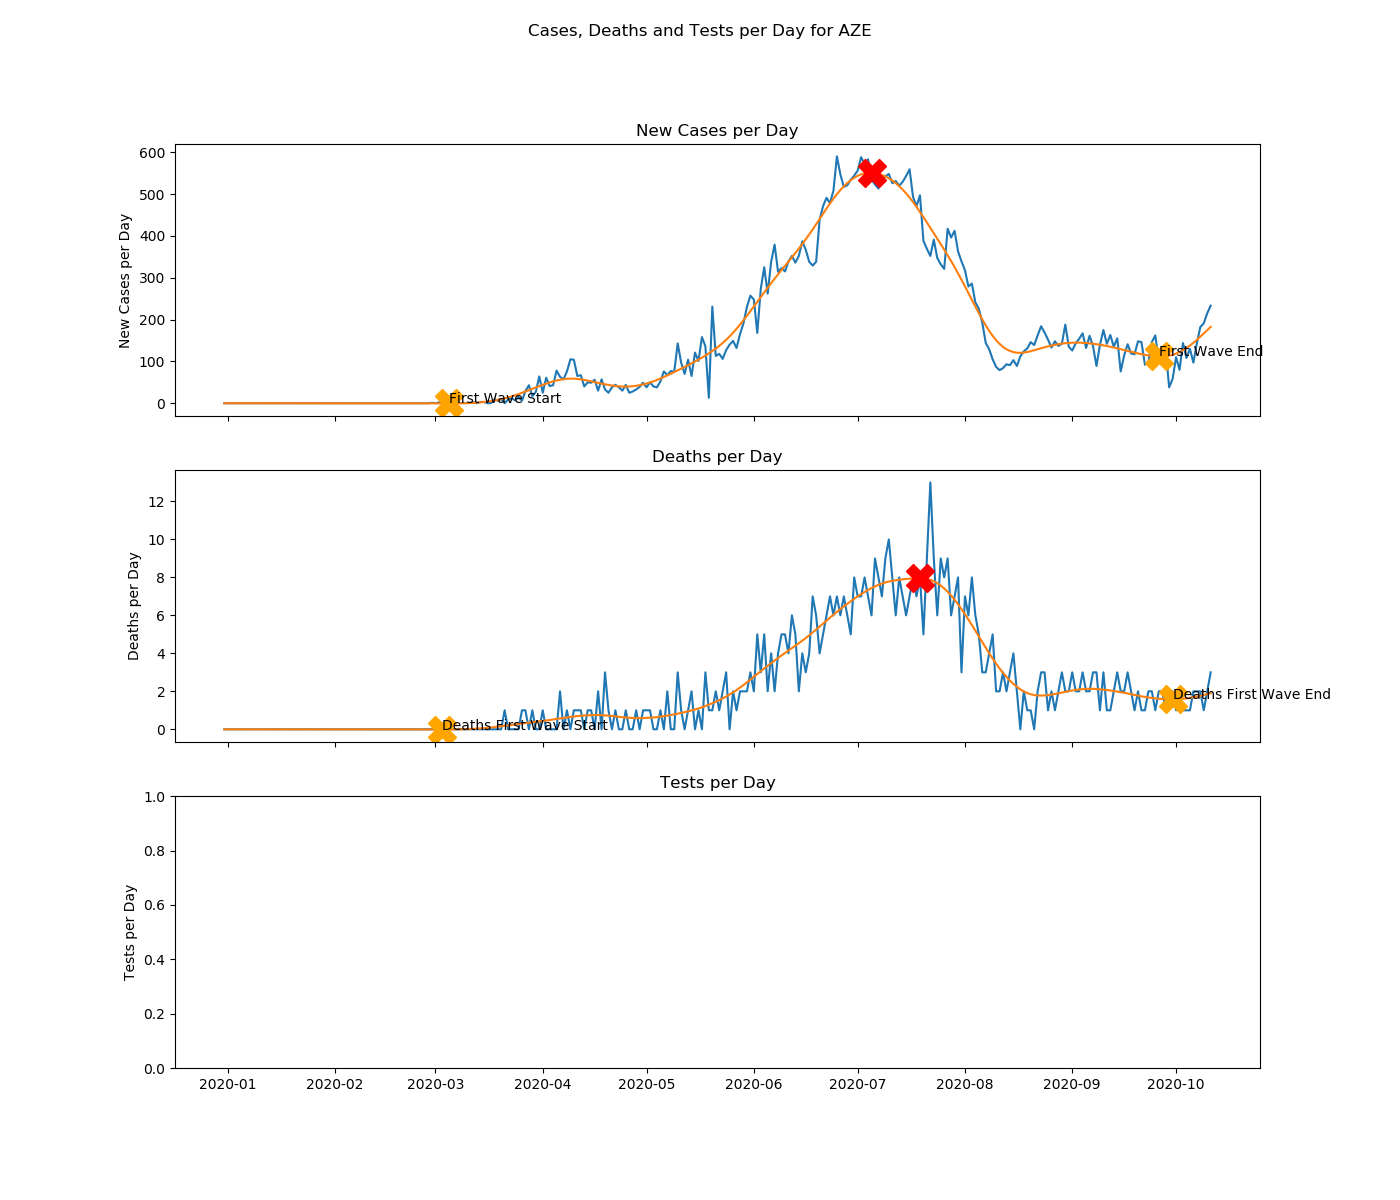 Cases, Deaths and Tests per Day for AZE
New Cases per Day
New Cases per Day
600
500
400
300
200
100
0
First Wave Start
First Wave End
Deaths per Day
Deaths per Day
12
10
8
6
4
2
0
Deaths First Wave Start
Deaths First Wave End
Tests per Day
Tests per Day
1.0
0.8
0.6
0.4
0.2
0.0
2020-01 2020-02 2020-03 2020-04 2020-05 2020-06 2020-07 2020-08 2020-09 2020-10